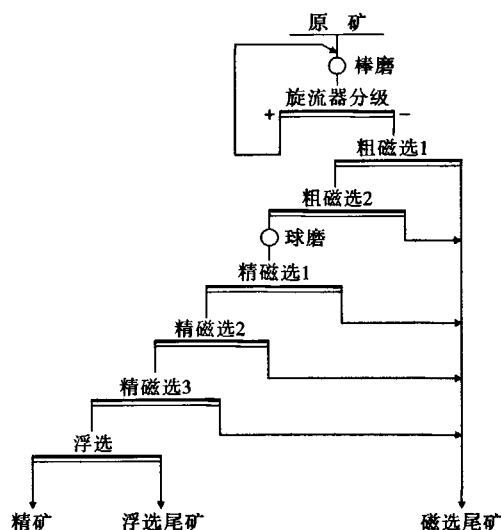 原 矿
棒磨
旋流器分级
+ −
粗磁选1
粗磁选2
球磨
精磁选1
精磁选2
精磁选3
浮选
精矿 浮选尾矿 磁选尾矿